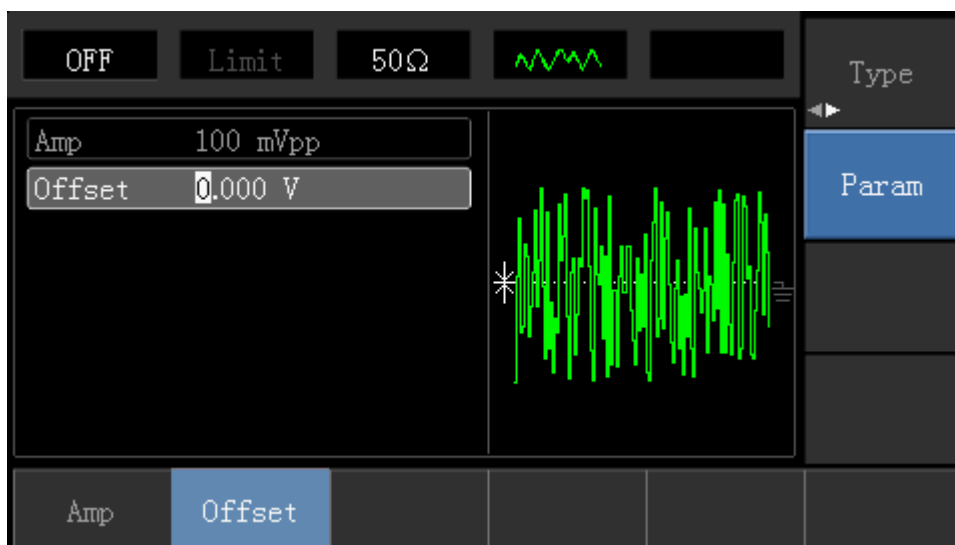 OFF Limit 50Ω
Type
Amp 100 mVpp
Offset 0.000 V
Param
Amp Offset